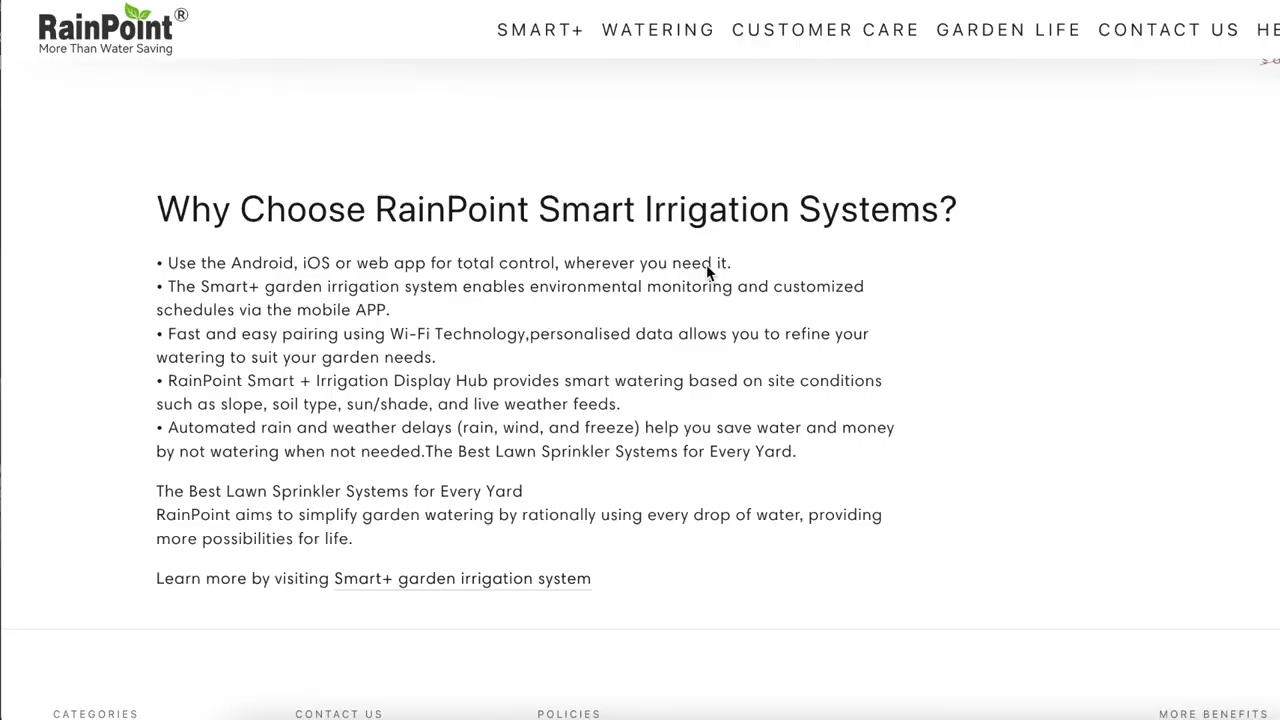 RainPoint®
More Than Water Saving
SMART+ WATERING CUSTOMER CARE GARDEN LIFE CONTACT US HE
Why Choose RainPoint Smart Irrigation Systems?
• Use the Android, iOS or web app for total control, wherever you need it.
• The Smart+ garden irrigation system enables environmental monitoring and customized
schedules via the mobile APP.
• Fast and easy pairing using Wi-Fi Technology,personalised data allows you to refine your
watering to suit your garden needs.
• RainPoint Smart + Irrigation Display Hub provides smart watering based on site conditions
such as slope, soil type, sun/shade, and live weather feeds.
• Automated rain and weather delays (rain, wind, and freeze) help you save water and money
by not watering when not needed.The Best Lawn Sprinkler Systems for Every Yard.
The Best Lawn Sprinkler Systems for Every Yard
RainPoint aims to simplify garden watering by rationally using every drop of water, providing
more possibilities for life.
Learn more by visiting Smart+ garden irrigation system
CATEGORIES CONTACT US POLICIES MORE BENEFITS